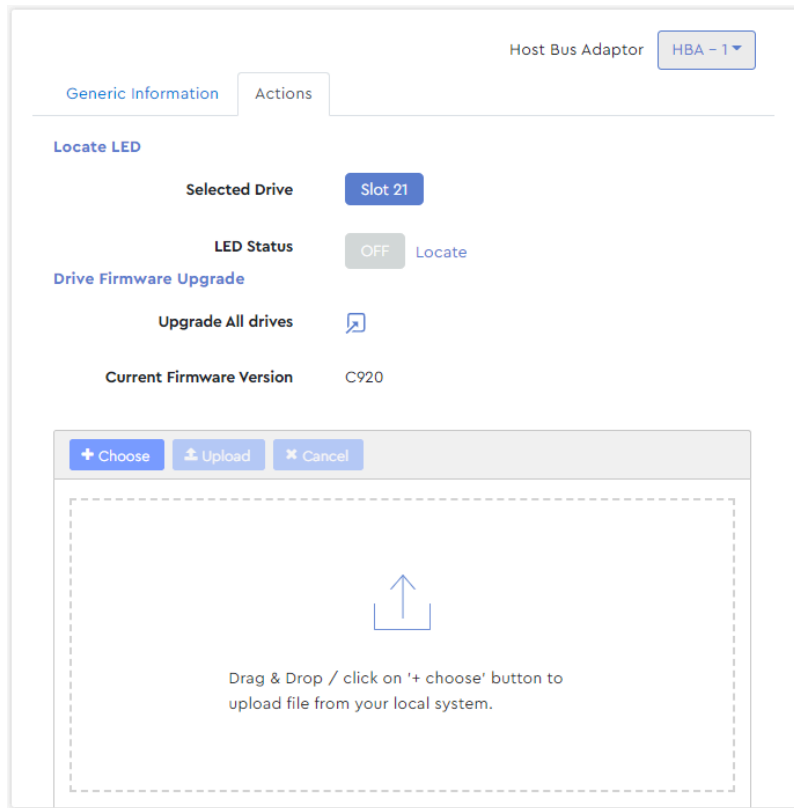 Host Bus Adaptor HBA – 1
Generic Information Actions
Locate LED
Selected Drive Slot 21
LED Status OFF Locate
Drive Firmware Upgrade
Upgrade All drives
Current Firmware Version C920
+ Choose Upload × Cancel
Drag & Drop / click on '+ choose' button to
upload file from your local system.